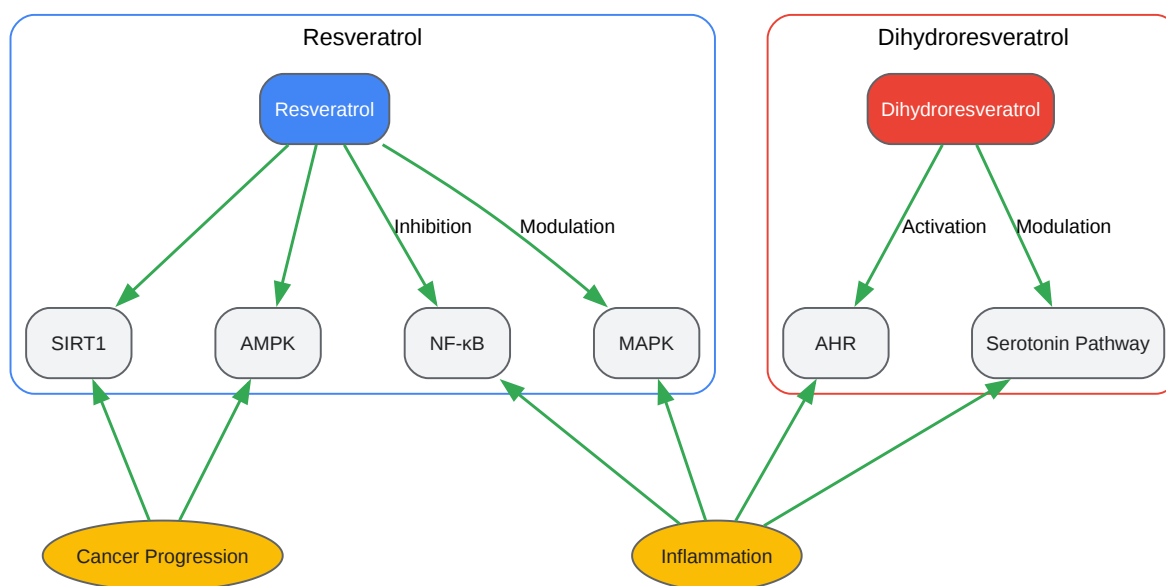 Resveratrol
Dihydroresveratrol
Resveratrol
Dihydroresveratrol
Inhibition
Modulation
Activation
Modulation
SIRT1
AMPK
NF-κB
MAPK
AHR
Serotonin Pathway
Cancer Progression
Inflammation